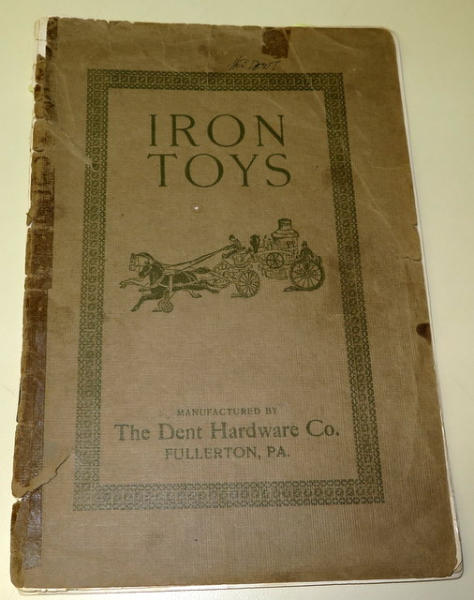 IRON
TOYS
MANUFACTURED BY
The Dent Hardware Co.
FULLERTON, PA.